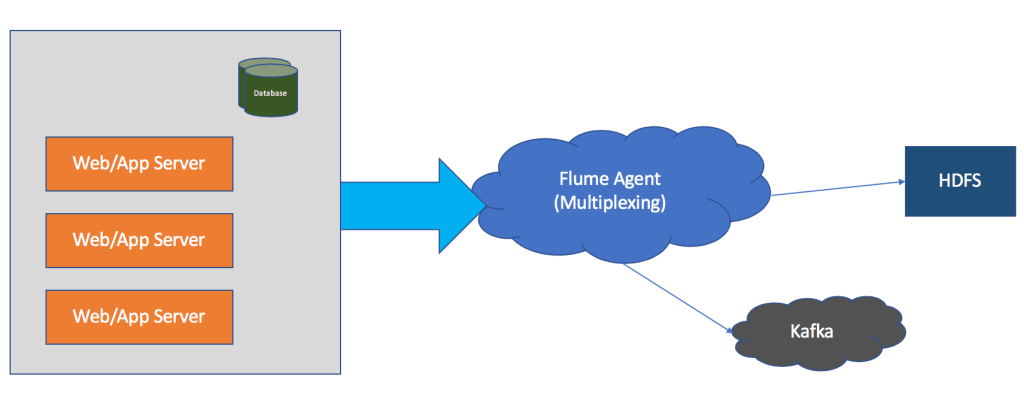 Database
Web/App Server
Web/App Server
Web/App Server
Flume Agent
(Multiplexing)
HDFS
Kafka